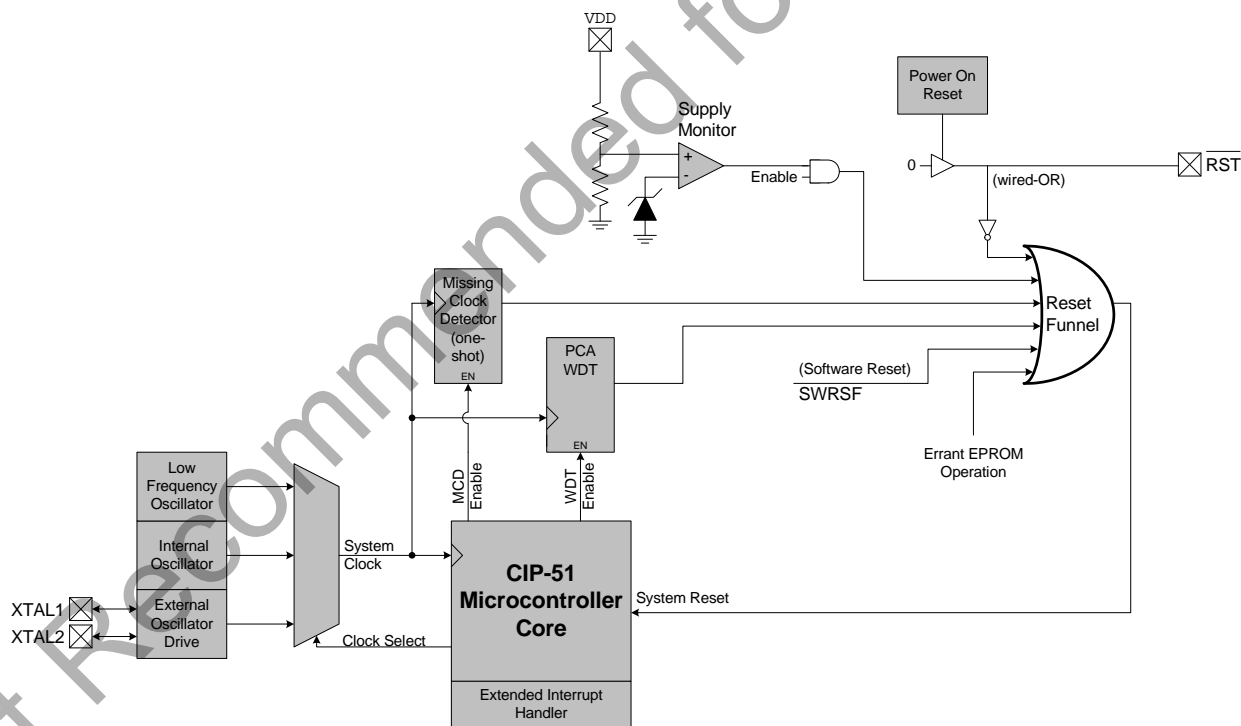 VDD
Power On
Reset
Supply
Monitor
+
-
Enable
0
(wired-OR)
RST
Missing
Clock
Detector
(one-
shot)
EN
Reset
Funnel
PCA
WDT
EN
(Software Reset)
SWRSF
Errant EPROM
Operation
MCD
Enable
WDT
Enable
Low
Frequency
Oscillator
Internal
Oscillator
External
Oscillator
Drive
XTAL1
XTAL2
System
Clock
Clock Select
CIP-51
Microcontroller
Core
System Reset
Extended Interrupt
Handler
Recommended fo